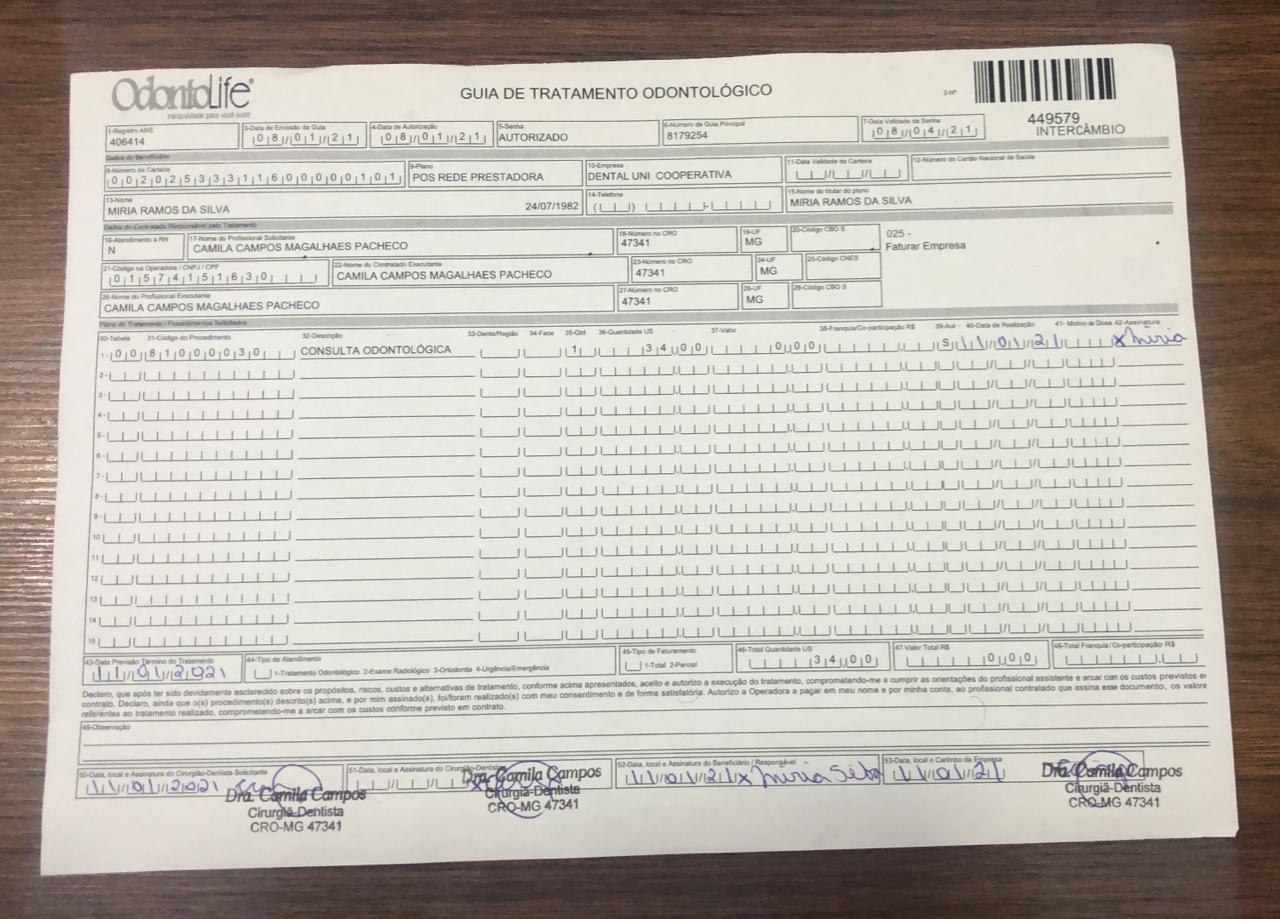 OdontoLife®
tranquilidade para você sorrir
GUIA DE TRATAMENTO ODONTOLÓGICO
2-Nº
449579
INTERCÂMBIO
1-Registro ANS
406414
3-Data de Emissão da Guia
08/01/21
4-Data de Autorização
08/01/21
5-Senha
AUTORIZADO
6-Número da Guia Principal
8179254
7-Data Validade da Senha
08/04/21
Dados do Beneficiário
8-Número da Carteira
00202533311600000101
9-Plano
POS REDE PRESTADORA
10-Empresa
DENTAL UNI COOPERATIVA
11-Data Validade da Carteira
12-Número do Cartão Nacional de Saúde
13-Nome
MIRIA RAMOS DA SILVA 24/07/1982
14-Telefone
15-Nome do titular do plano
MIRIA RAMOS DA SILVA
Dados do Contratado Responsável pelo Tratamento
16-Atendimento a RN
N
17-Nome do Profissional Solicitante
CAMILA CAMPOS MAGALHAES PACHECO
18-Número no CRO
47341
19-UF
MG
20-Código CBO S
025 -
Faturar Empresa
21-Código na Operadora / CNPJ / CPF
01574151630
22-Nome do Contratado Executante
CAMILA CAMPOS MAGALHAES PACHECO
23-Número no CRO
47341
24-UF
MG
25-Código CNES
26-Nome do Profissional Executante
CAMILA CAMPOS MAGALHAES PACHECO
27-Número no CRO
47341
28-UF
MG
29-Código CBO S
Plano de Tratamento / Procedimentos Solicitados
30-Tabela 31-Código do Procedimento 32-Descrição 33-Dente/Região 34-Face 35-Qtd 36-Quantidade US 37-Valor 38-Franquia/Co-participação R$ 39-Aut 40-Data de Realização 41- Motivo da Glosa 42-Assinatura
1- 00 81000030 CONSULTA ODONTOLÓGICA 1 34,00 0,00 S 11/01/21 x Miria
2-
3-
4-
5-
6-
7-
8-
9-
10
11
12
13
14
15
43-Data Previsão Término do Tratamento
11/01/2021
44-Tipo de Atendimento
1-Tratamento Odontológico 2-Exame Radiológico 3-Ortodontia 4-Urgência/Emergência
45-Tipo de Faturamento
1-Total 2-Parcial
46-Total Quantidade US
34,00
47-Valor Total R$
0,00
48-Total Franquia/Co-participação R$
Declaro, que após ter sido devidamente esclarecido sobre os propósitos, riscos, custos e alternativas de tratamento, conforme acima apresentados, aceito e autorizo a execução do tratamento, comprometendo-me a cumprir as orientações do profissional assistente e arcar com os custos previstos em
contrato. Declaro, ainda que o(s) procedimento(s) descrito(s) acima, e por mim assinado(s), foi/foram realizado(s) com meu consentimento e de forma satisfatória. Autorizo a Operadora a pagar em meu nome e por minha conta, ao profissional contratado que assina esse documento, os valore
referentes ao tratamento realizado, comprometendo-me a arcar com os custos conforme previsto em contrato.
49-Observação
50-Data, local e Assinatura do Cirurgião-Dentista Solicitante
11/01/2021
Dra. Camila Campos
Cirurgiã-Dentista
CRO-MG 47341
51-Data, local e Assinatura do Cirurgião-Dentista
Dra. Camila Campos
Cirurgiã-Dentista
CRO-MG 47341
52-Data, local e Assinatura do Beneficiário / Responsável
11/01/21 x Miria Silva
53-Data, local e Carimbo da Empresa
11/01/21
Dra. Camila Campos
Cirurgiã-Dentista
CRO-MG 47341